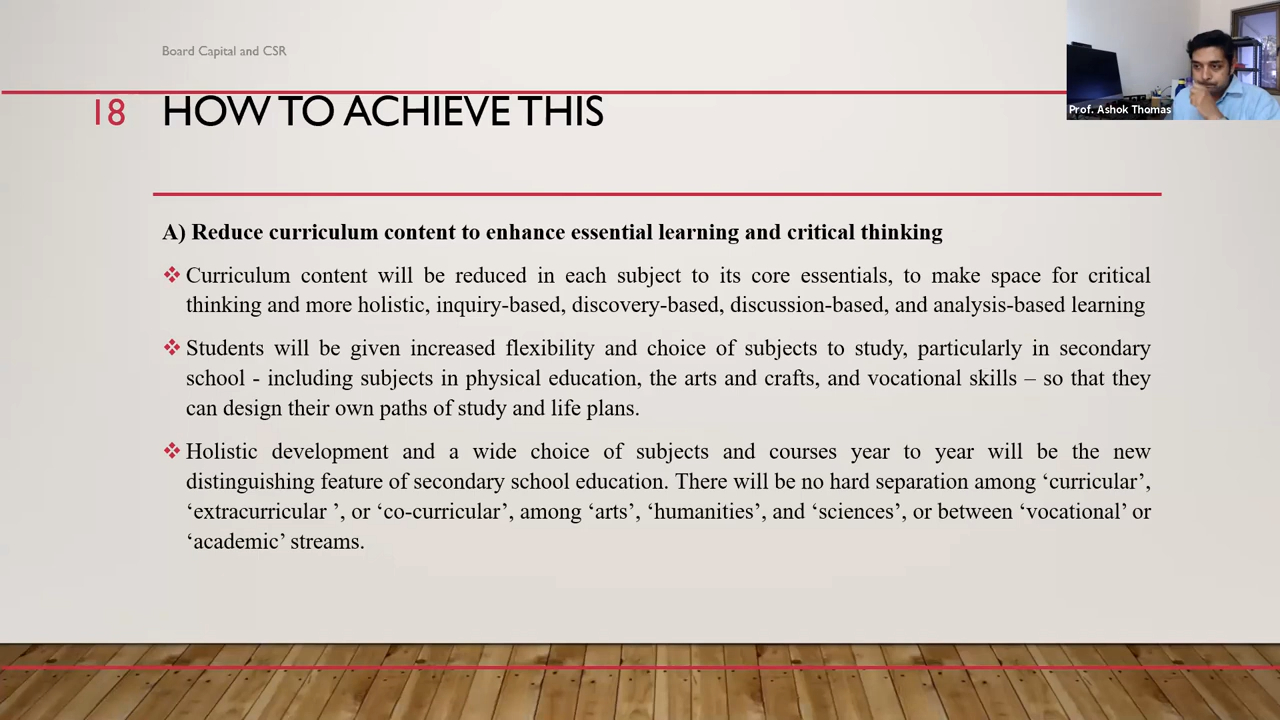 Board Capital and CSR
Prof. Ashok Thomas
18 HOW TO ACHIEVE THIS
A) Reduce curriculum content to enhance essential learning and critical thinking
❖ Curriculum content will be reduced in each subject to its core essentials, to make space for critical
thinking and more holistic, inquiry-based, discovery-based, discussion-based, and analysis-based learning
❖ Students will be given increased flexibility and choice of subjects to study, particularly in secondary
school - including subjects in physical education, the arts and crafts, and vocational skills – so that they
can design their own paths of study and life plans.
❖ Holistic development and a wide choice of subjects and courses year to year will be the new
distinguishing feature of secondary school education. There will be no hard separation among ‘curricular’,
‘extracurricular ’, or ‘co-curricular’, among ‘arts’, ‘humanities’, and ‘sciences’, or between ‘vocational’ or
‘academic’ streams.